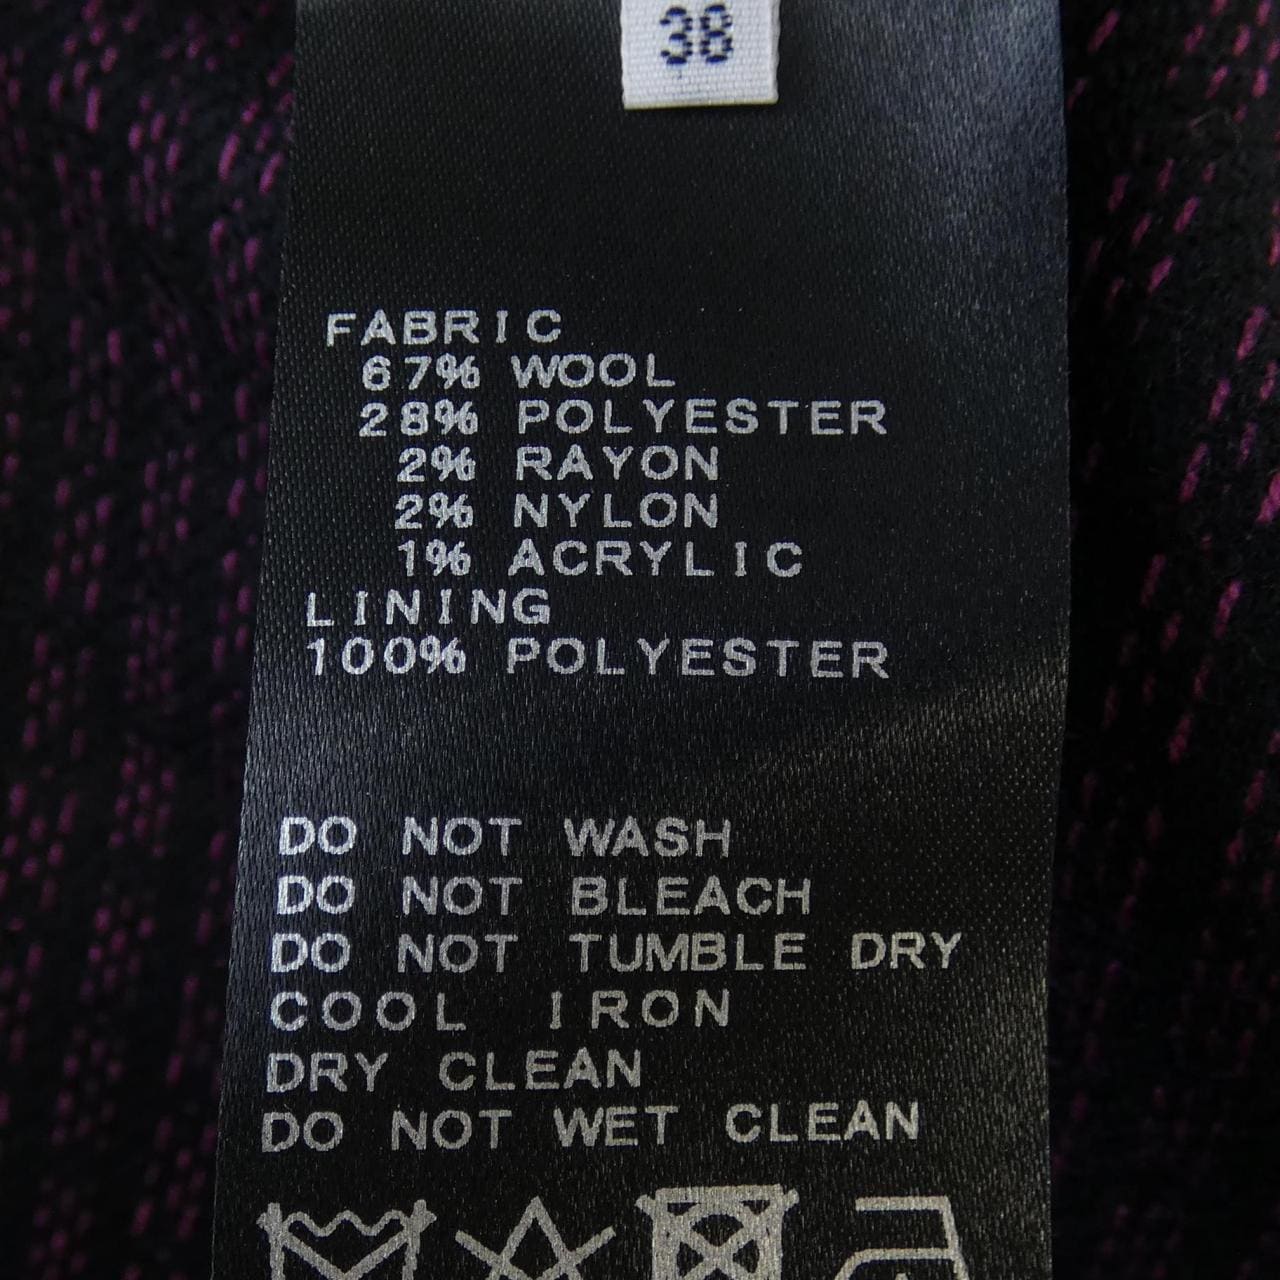 38
FABRIC
67% WOOL
28% POLYESTER
2% RAYON
2% NYLON
1% ACRYLIC
LINING
100% POLYESTER
DO NOT WASH
DO NOT BLEACH
DO NOT TUMBLE DRY
COOL IRON
DRY CLEAN
DO NOT WET CLEAN